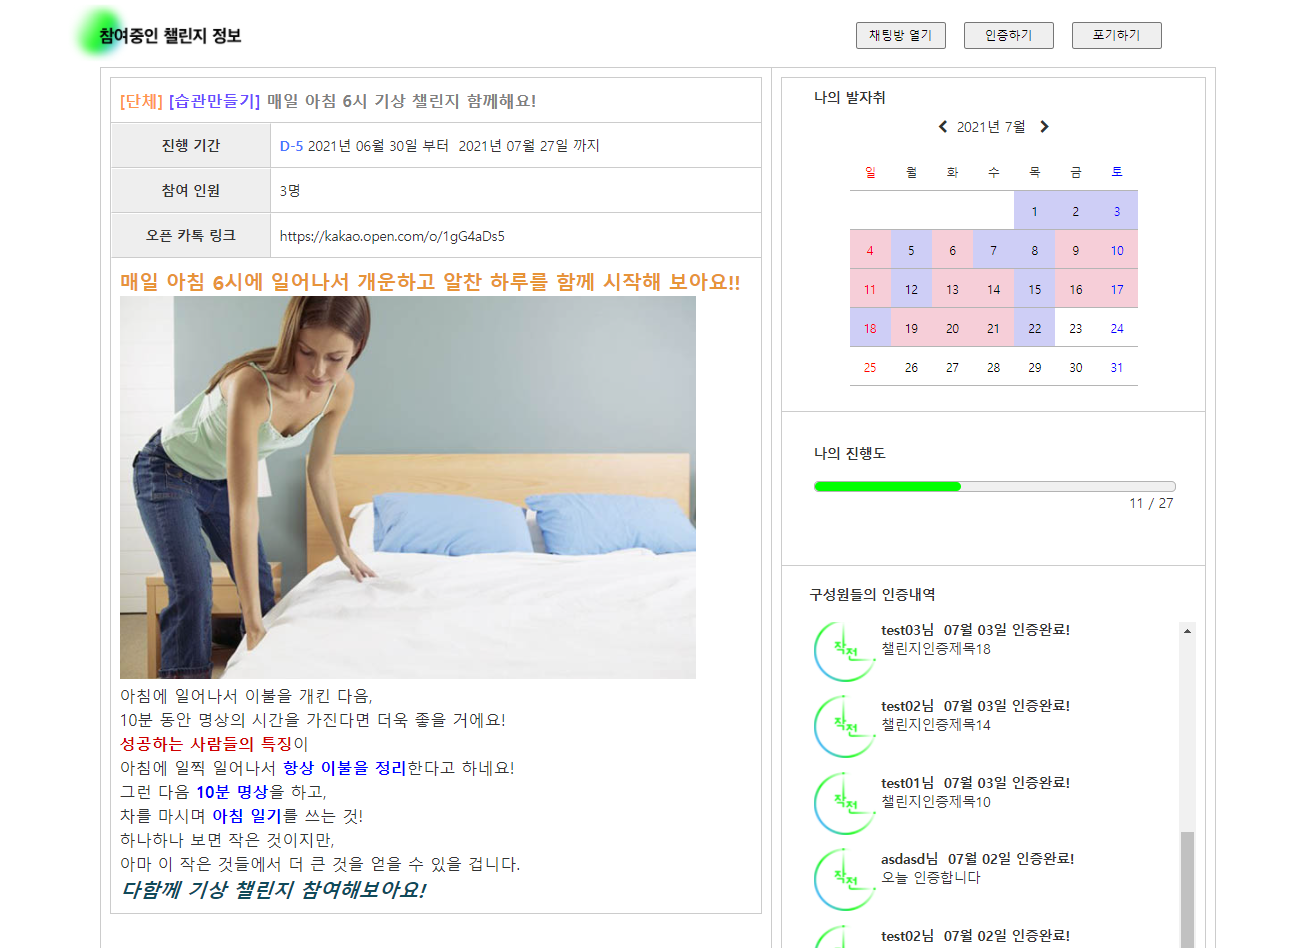 참여중인 챌린지 정보
채팅방 열기 인증하기 포기하기
[단체] [습관만들기] 매일 아침 6시 기상 챌린지 함께해요!
진행 기간 D-5 2021년 06월 30일 부터 2021년 07월 27일 까지
참여 인원 3명
오픈 카톡 링크 https://kakao.open.com/o/1gG4aDs5
매일 아침 6시에 일어나서 개운하고 알찬 하루를 함께 시작해 보아요!!
아침에 일어나서 이불을 개킨 다음,
10분 동안 명상의 시간을 가진다면 더욱 좋을 거에요!
성공하는 사람들의 특징이
아침에 일찍 일어나서 항상 이불을 정리한다고 하네요!
그런 다음 10분 명상을 하고,
차를 마시며 아침 일기를 쓰는 것!
하나하나 보면 작은 것이지만,
아마 이 작은 것들에서 더 큰 것을 얻을 수 있을 겁니다.
다함께 기상 챌린지 참여해보아요!
나의 발자취
2021년 7월
일 월 화 수 목 금 토
1 2 3
4 5 6 7 8 9 10
11 12 13 14 15 16 17
18 19 20 21 22 23 24
25 26 27 28 29 30 31
나의 진행도
11 / 27
구성원들의 인증내역
작전
test03님 07월 03일 인증완료!
챌린지인증제목18
작전
test02님 07월 03일 인증완료!
챌린지인증제목14
작전
test01님 07월 03일 인증완료!
챌린지인증제목10
작전
asdasd님 07월 02일 인증완료!
오늘 인증합니다
test02님 07월 02일 인증완료!